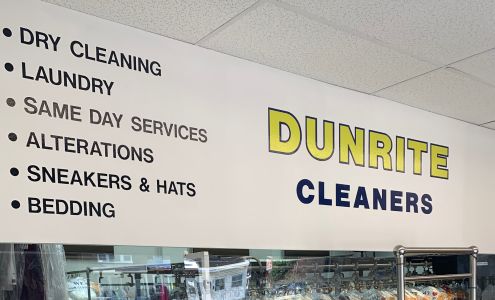 • DRY CLEANING
• LAUNDRY
• SAME DAY SERVICES
• ALTERATIONS
• SNEAKERS & HATS
• BEDDING
DUNRITE
CLEANERS